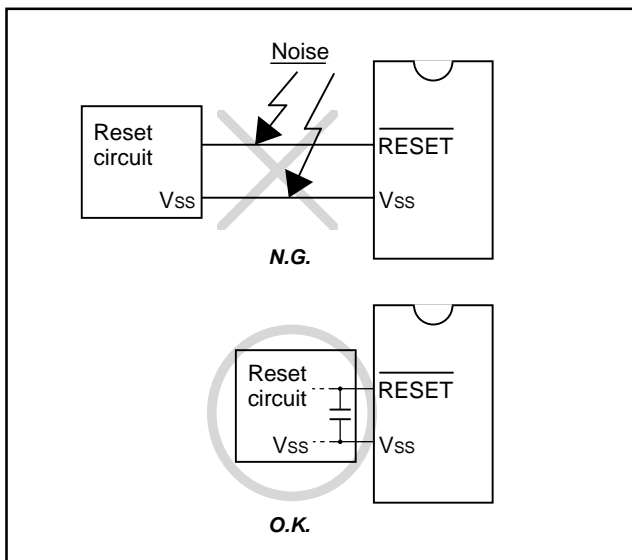 Noise
Reset
circuit
RESET
VSS
VSS
N.G.
Reset
circuit
RESET
VSS
VSS
O.K.